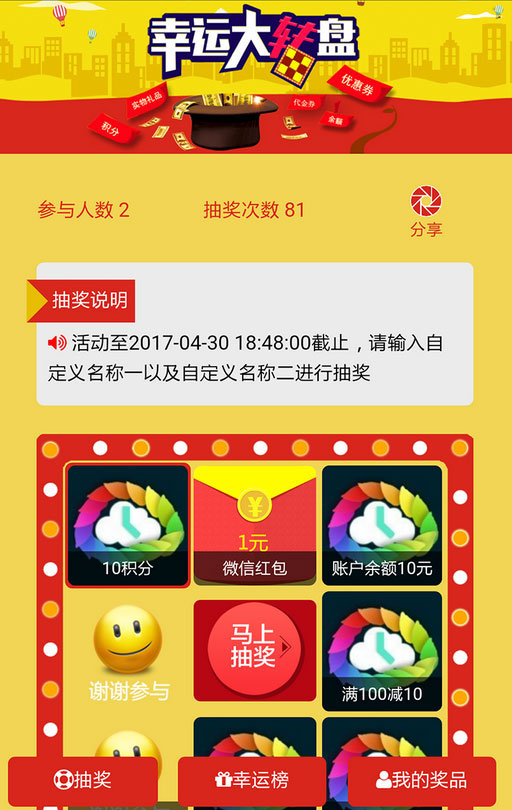 幸运大转盘
实物礼品
积分
代金券
余额
优惠券
参与人数 2
抽奖次数 81
分享
抽奖说明
活动至2017-04-30 18:48:00截止，请输入自
定义名称一以及自定义名称二进行抽奖
¥
1元
10积分
微信红包
账户余额10元
谢谢参与
马上
抽奖
满100减10
抽奖
幸运榜
我的奖品